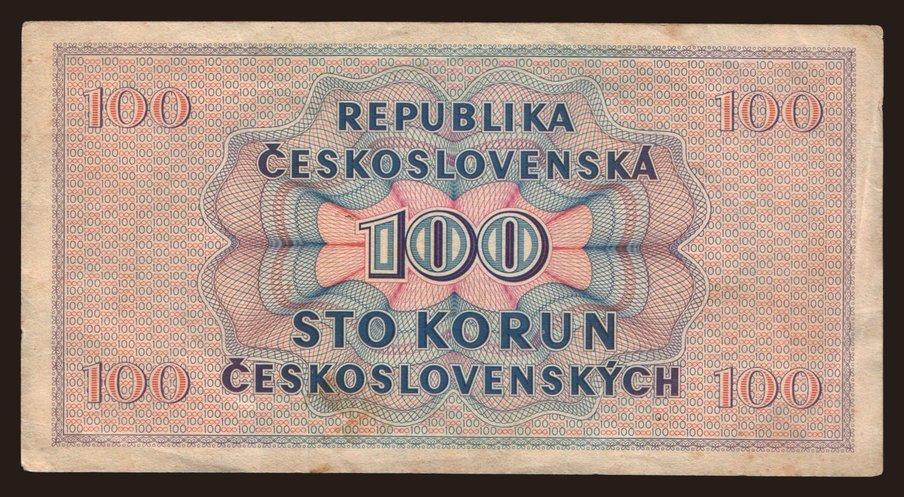 100 100
REPUBLIKA
ČESKOSLOVENSKÁ
100
STO KORUN
ČESKOSLOVENSKÝCH
100 100